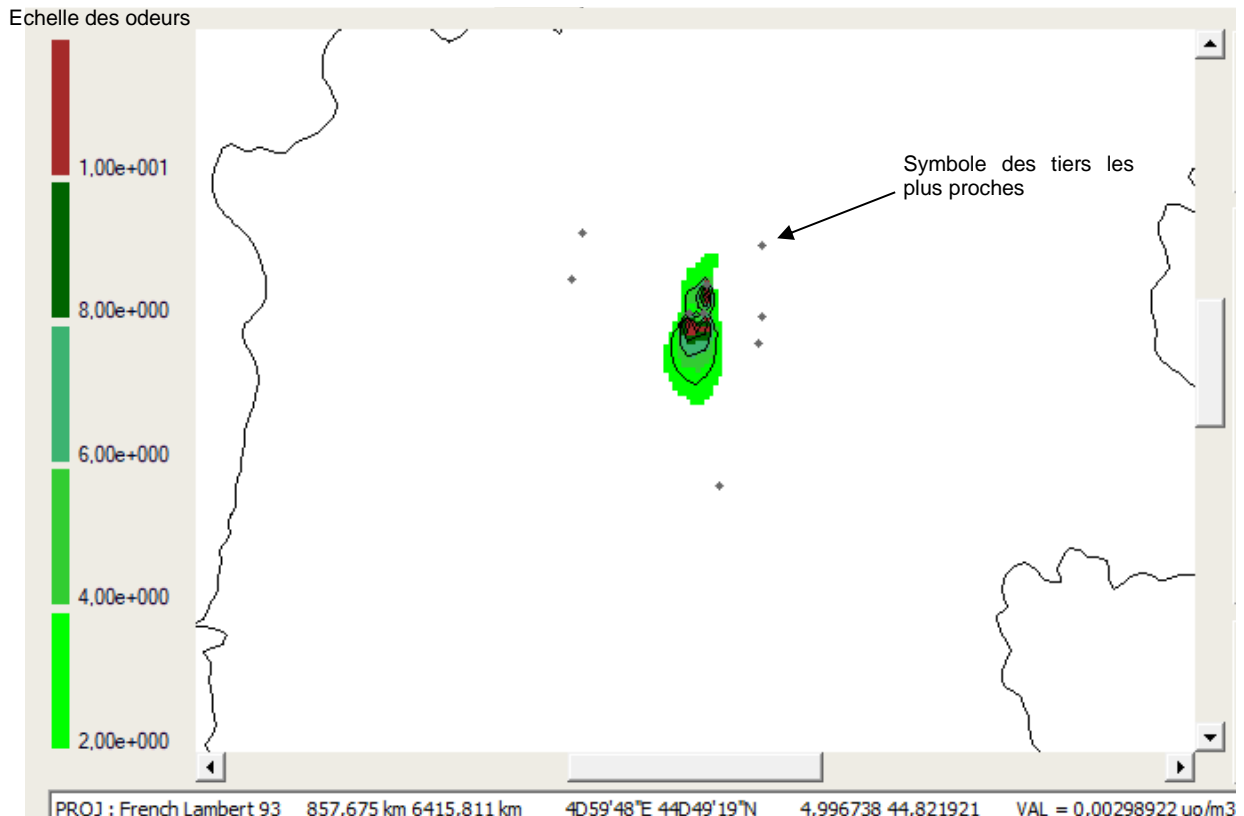 Echelle des odeurs
1,00e+001
8,00e+000
6,00e+000
4,00e+000
2,00e+000
Symbole des tiers les
plus proches
PROJ : French Lambert 93 857,675 km 6415,811 km 4D59'48"E 44D49'19"N 4,996738 44,821921 VAL = 0,00298922 uo/m3